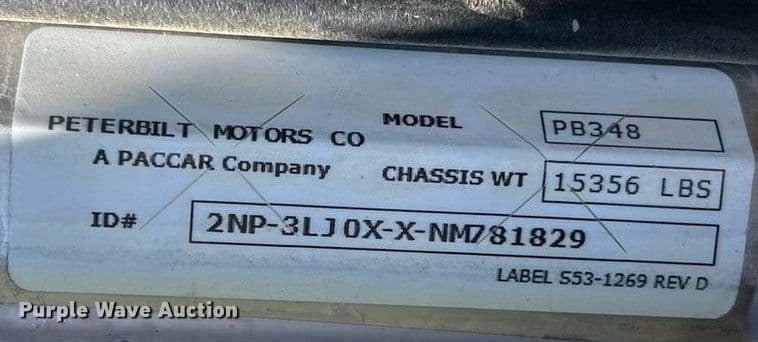 PETERBILT MOTORS CO
A PACCAR Company
MODEL PB348
CHASSIS WT 15356 LBS
ID# 2NP-3LJ0X-X-NM781829
LABEL S53-1269 REV D
Purple Wave Auction